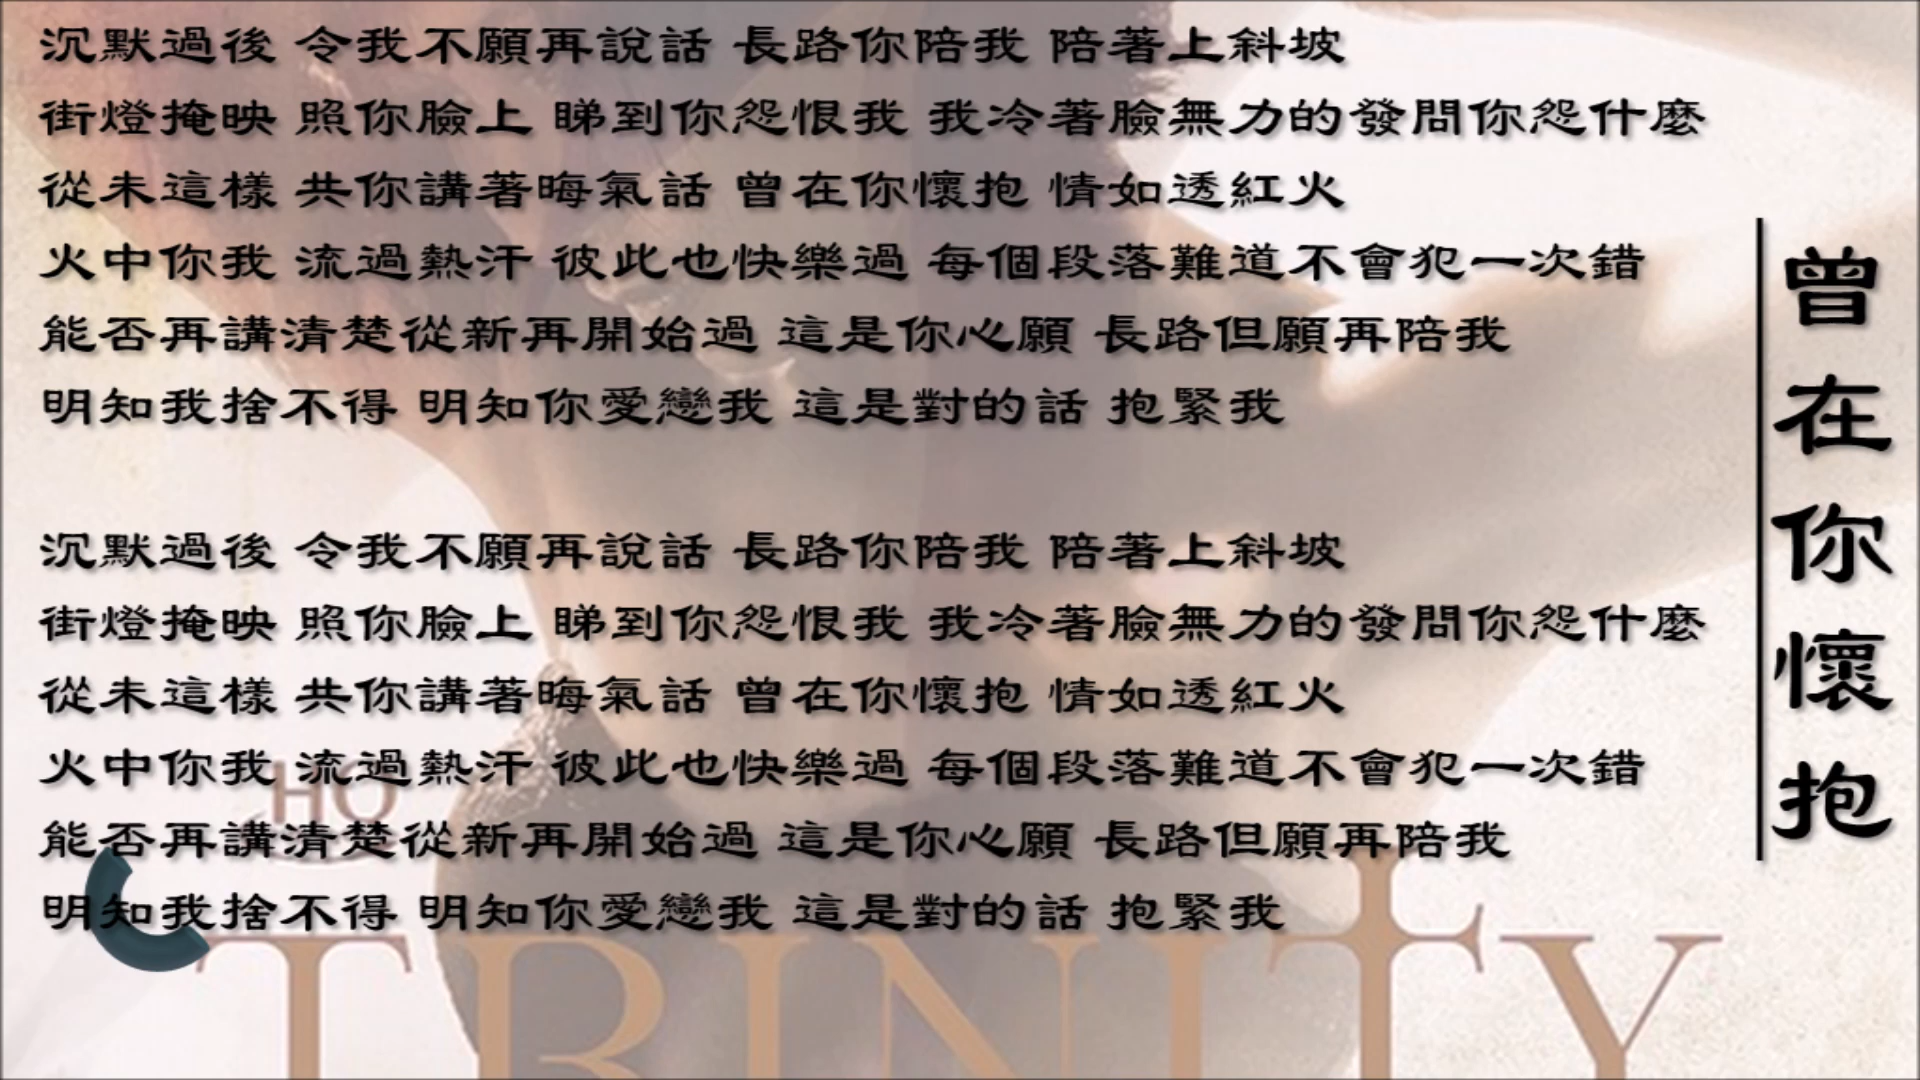 沉默過後 令我不願再說話 長路你陪我 陪著上斜坡
街燈掩映 照你臉上 睇到你怨恨我 我冷著臉無力的發問你怨什麼
從未這樣 共你講著晦氣話 曾在你懷抱 情如透紅火
火中你我 流過熱汗 彼此也快樂過 每個段落難道不會犯一次錯
能否再講清楚從新再開始過 這是你心願 長路但願再陪我
明知我捨不得 明知你愛戀我 這是對的話 抱緊我
沉默過後 令我不願再說話 長路你陪我 陪著上斜坡
街燈掩映 照你臉上 睇到你怨恨我 我冷著臉無力的發問你怨什麼
從未這樣 共你講著晦氣話 曾在你懷抱 情如透紅火
火中你我 流過熱汗 彼此也快樂過 每個段落難道不會犯一次錯
能否再講清楚從新再開始過 這是你心願 長路但願再陪我
明知我捨不得 明知你愛戀我 這是對的話 抱緊我
曾在你懷抱
HQ
TRINITY